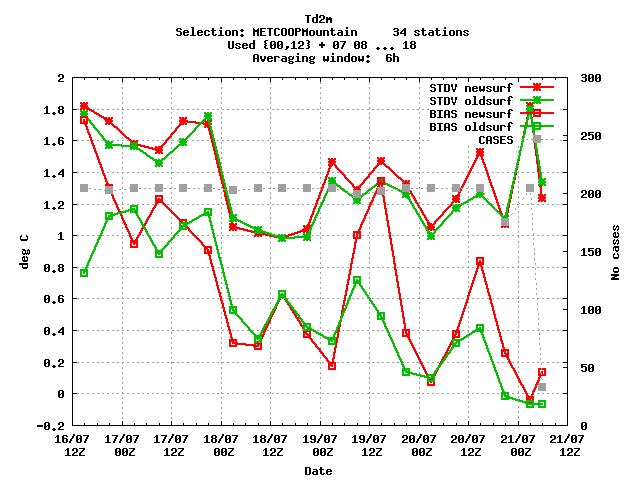 Td2m
Selection: METCOOPMountain 34 stations
Used {00,12} + 07 08 ... 18
Averaging window: 6h
STDV newsurf
STDV oldsurf
BIAS newsurf
BIAS oldsurf
CASES
deg C
2
1.8
1.6
1.4
1.2
1
0.8
0.6
0.4
0.2
0
-0.2
No cases
300
250
200
150
100
50
0
16/07 17/07 17/07 18/07 18/07 19/07 19/07 20/07 20/07 21/07 21/07
12Z 00Z 12Z 00Z 12Z 00Z 12Z 00Z 12Z 00Z 12Z
Date